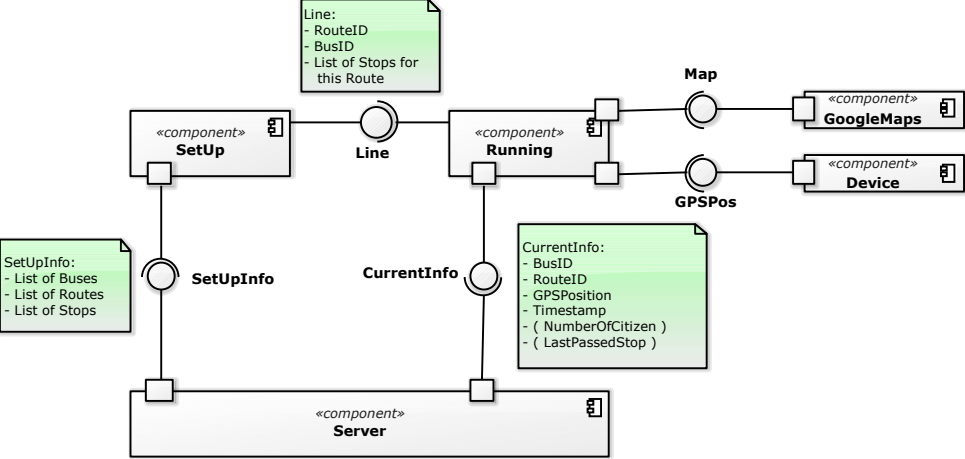 Line:
- RouteID
- BusID
- List of Stops for
this Route
Map
«component»
SetUp
Line
«component»
Running
«component»
GoogleMaps
GPSPos
«component»
Device
SetUpInfo:
- List of Buses
- List of Routes
- List of Stops
SetUpInfo
CurrentInfo
CurrentInfo:
- BusID
- RouteID
- GPSPosition
- Timestamp
- ( NumberOfCitizen )
- ( LastPassedStop )
«component»
Server